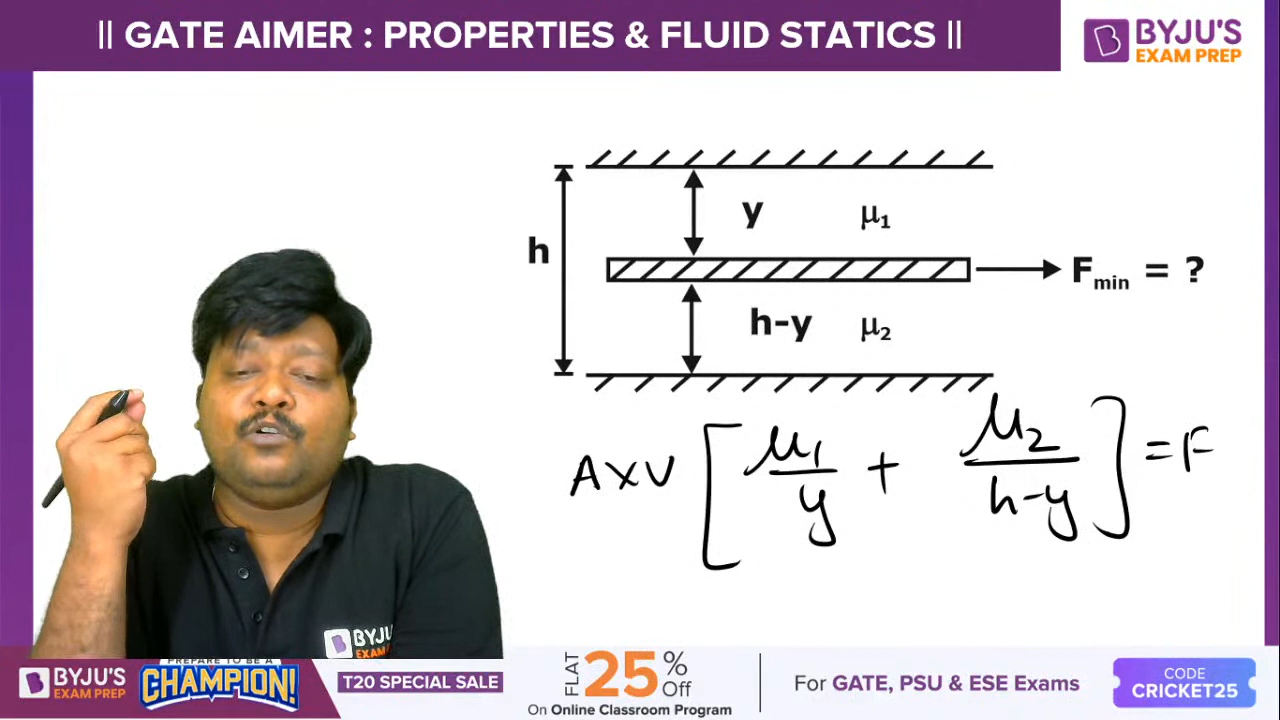 || GATE AIMER : PROPERTIES & FLUID STATICS ||
BYJU'S
EXAM PREP
h
y μ₁
Fmin = ?
h-y μ₂
A×V [ μ₁/y + μ₂/h-y ] = F
BYJU
EXAM PREP
BYJU'S
EXAM PREP
PREPARE TO BE A
CHAMPION!
T20 SPECIAL SALE
FLAT 25% Off
On Online Classroom Program
For GATE, PSU & ESE Exams
CODE
CRICKET25